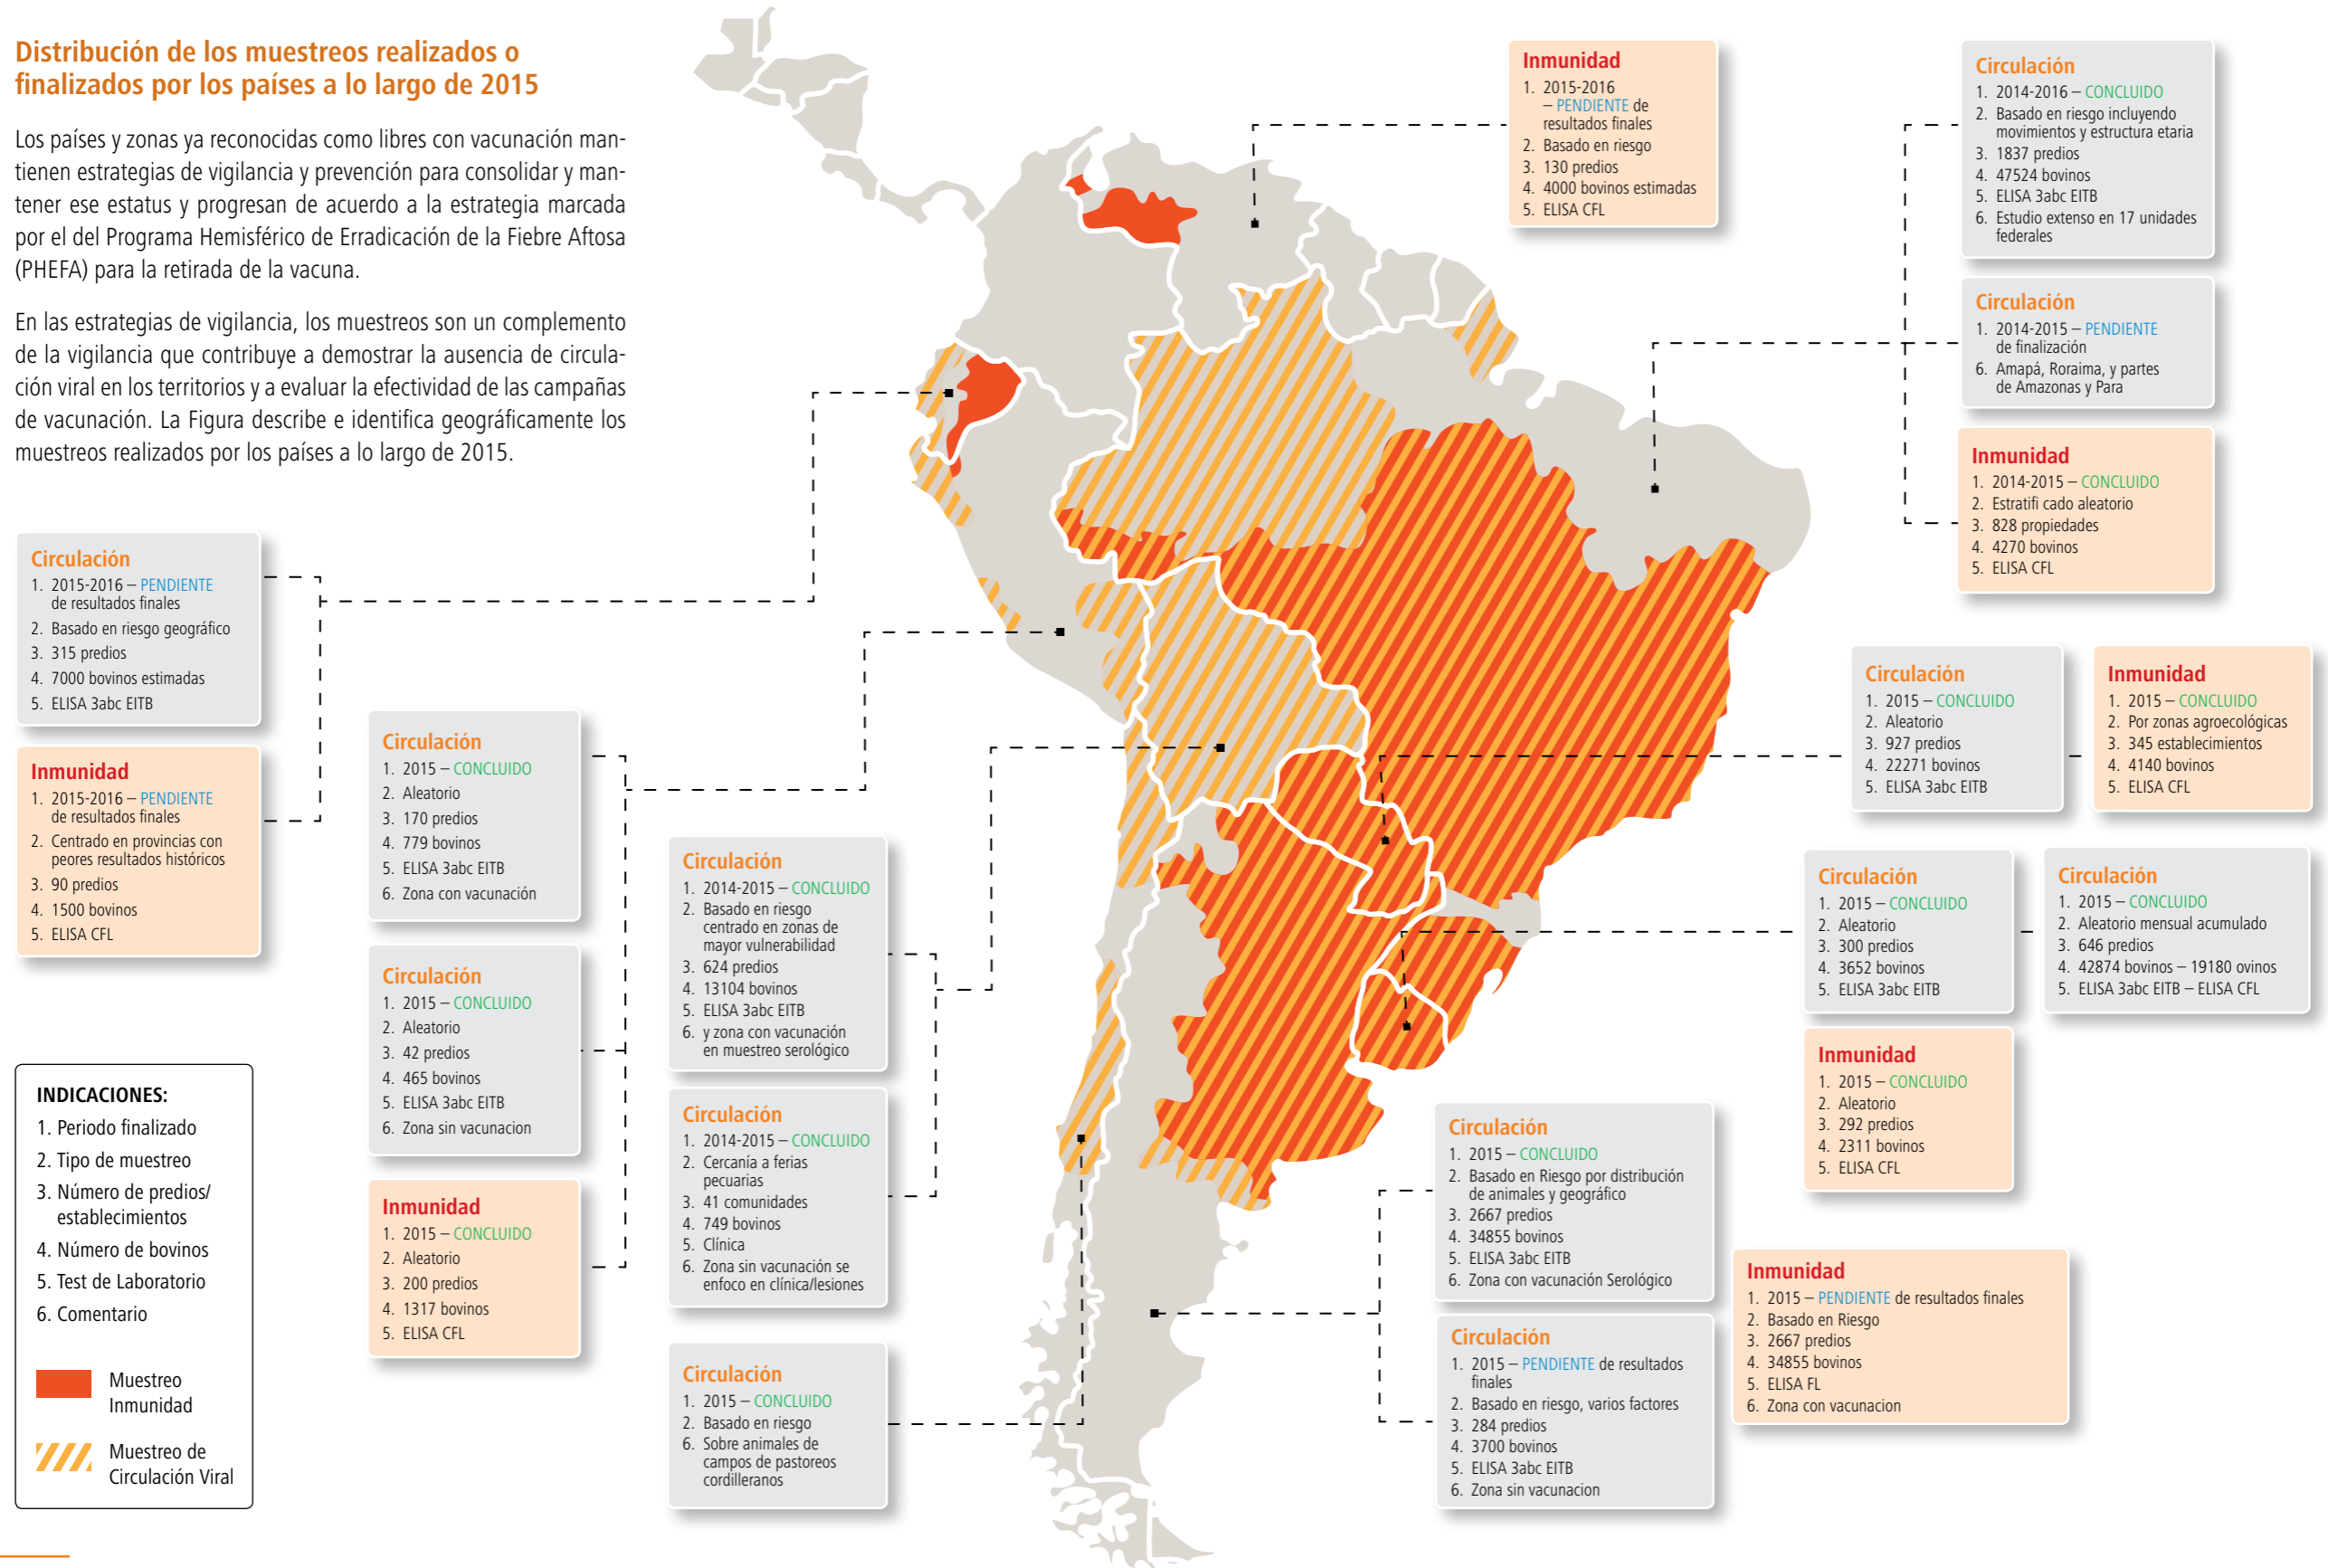 Distribución de los muestreos realizados o
finalizados por los países a lo largo de 2015
Los países y zonas ya reconocidas como libres con vacunación man-
tienen estrategias de vigilancia y prevención para consolidar y man-
tener ese estatus y progresan de acuerdo a la estrategia marcada
por el del Programa Hemisférico de Erradicación de la Fiebre Aftosa
(PHEFA) para la retirada de la vacuna.
En las estrategias de vigilancia, los muestreos son un complemento
de la vigilancia que contribuye a demostrar la ausencia de circula-
ción viral en los territorios y a evaluar la efectividad de las campañas
de vacunación. La Figura describe e identifica geográficamente los
muestreos realizados por los países a lo largo de 2015.
Inmunidad
1. 2015-2016
– PENDIENTE de
resultados finales
2. Basado en riesgo
3. 130 predios
4. 4000 bovinos estimadas
5. ELISA CFL
Circulación
1. 2014-2016 – CONCLUIDO
2. Basado en riesgo incluyendo
movimientos y estructura etaria
3. 1837 predios
4. 47524 bovinos
5. ELISA 3abc EITB
6. Estudio extenso en 17 unidades
federales
Circulación
1. 2014-2015 – PENDIENTE
de finalización
6. Amapá, Roraima, y partes
de Amazonas y Para
Inmunidad
1. 2014-2015 – CONCLUIDO
2. Estratifi cado aleatorio
3. 828 propiedades
4. 4270 bovinos
5. ELISA CFL
Circulación
1. 2015-2016 – PENDIENTE
de resultados finales
2. Basado en riesgo geográfico
3. 315 predios
4. 7000 bovinos estimadas
5. ELISA 3abc EITB
Inmunidad
1. 2015-2016 – PENDIENTE
de resultados finales
2. Centrado en provincias con
peores resultados históricos
3. 90 predios
4. 1500 bovinos
5. ELISA CFL
Circulación
1. 2015 – CONCLUIDO
2. Aleatorio
3. 170 predios
4. 779 bovinos
5. ELISA 3abc EITB
6. Zona con vacunación
Circulación
1. 2015 – CONCLUIDO
2. Aleatorio
3. 42 predios
4. 465 bovinos
5. ELISA 3abc EITB
6. Zona sin vacunacion
Inmunidad
1. 2015 – CONCLUIDO
2. Aleatorio
3. 200 predios
4. 1317 bovinos
5. ELISA CFL
Circulación
1. 2014-2015 – CONCLUIDO
2. Basado en riesgo
centrado en zonas de
mayor vulnerabilidad
3. 624 predios
4. 13104 bovinos
5. ELISA 3abc EITB
6. y zona con vacunación
en muestreo serológico
Circulación
1. 2014-2015 – CONCLUIDO
2. Cercanía a ferias
pecuarias
3. 41 comunidades
4. 749 bovinos
5. Clínica
6. Zona sin vacunación se
enfoco en clínica/lesiones
Circulación
1. 2015 – CONCLUIDO
2. Basado en riesgo
6. Sobre animales de
campos de pastoreos
cordilleranos
Circulación
1. 2015 – CONCLUIDO
2. Aleatorio
3. 927 predios
4. 22271 bovinos
5. ELISA 3abc EITB
Inmunidad
1. 2015 – CONCLUIDO
2. Por zonas agroecológicas
3. 345 establecimientos
4. 4140 bovinos
5. ELISA CFL
Circulación
1. 2015 – CONCLUIDO
2. Aleatorio
3. 300 predios
4. 3652 bovinos
5. ELISA 3abc EITB
Circulación
1. 2015 – CONCLUIDO
2. Aleatorio mensual acumulado
3. 646 predios
4. 42874 bovinos – 19180 ovinos
5. ELISA 3abc EITB – ELISA CFL
Inmunidad
1. 2015 – CONCLUIDO
2. Aleatorio
3. 292 predios
4. 2311 bovinos
5. ELISA CFL
Circulación
1. 2015 – CONCLUIDO
2. Basado en Riesgo por distribución
de animales y geográfico
3. 2667 predios
4. 34855 bovinos
5. ELISA 3abc EITB
6. Zona con vacunación Serológico
Circulación
1. 2015 – PENDIENTE de resultados
finales
2. Basado en riesgo, varios factores
3. 284 predios
4. 3700 bovinos
5. ELISA 3abc EITB
6. Zona sin vacunacion
Inmunidad
1. 2015 – PENDIENTE de resultados finales
2. Basado en Riesgo
3. 2667 predios
4. 34855 bovinos
5. ELISA FL
6. Zona con vacunacion
INDICACIONES:
1. Periodo finalizado
2. Tipo de muestreo
3. Número de predios/
establecimientos
4. Número de bovinos
5. Test de Laboratorio
6. Comentario
Muestreo
Inmunidad
Muestreo de
Circulación Viral